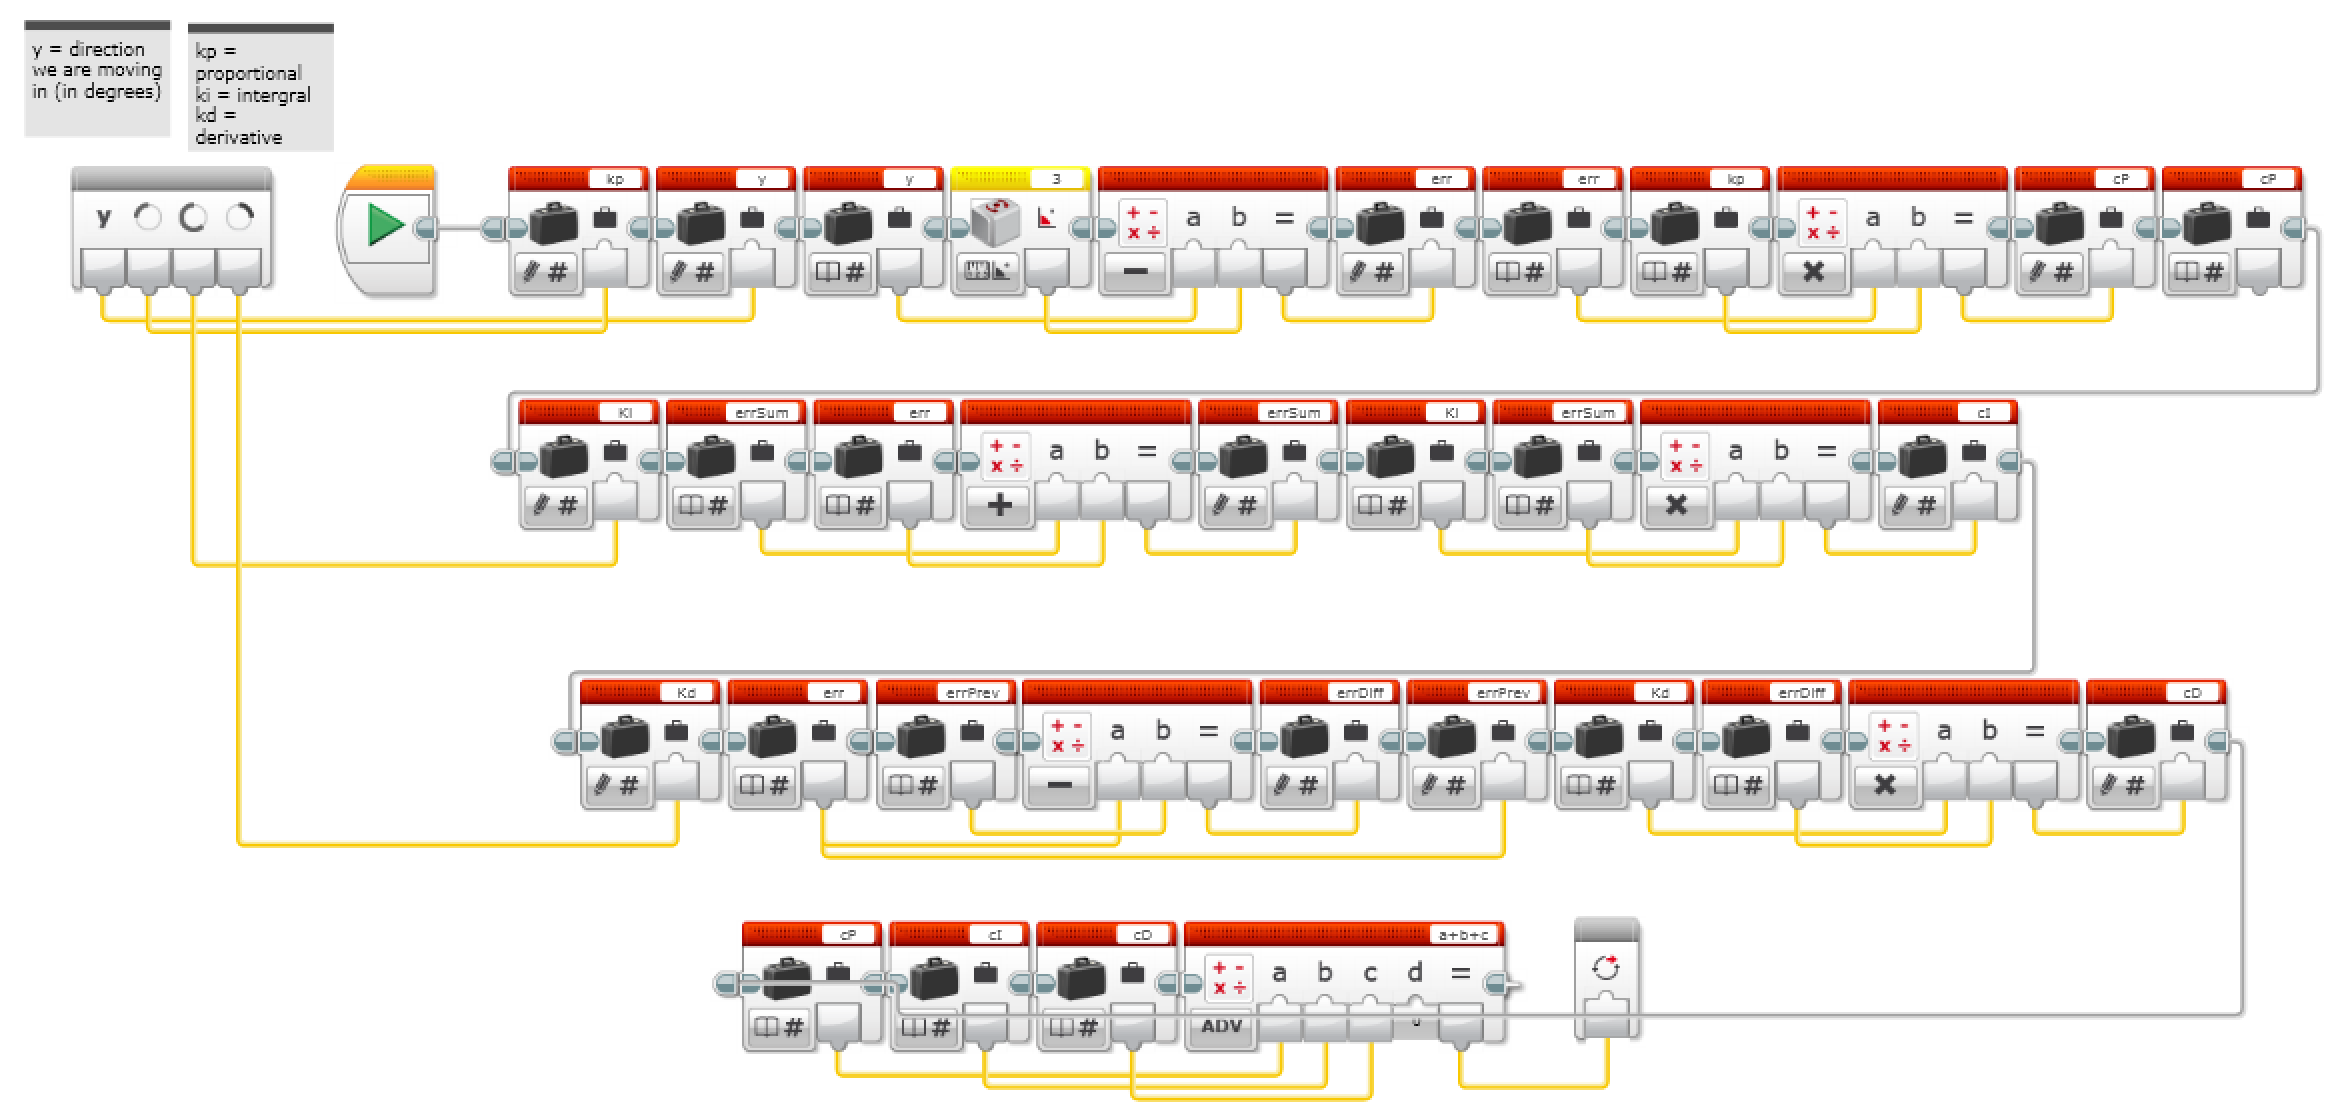 y = direction
we are moving
in (in degrees)
kp =
proportional
ki = intergral
kd =
derivative
y
kp y y 3 err err kp cP cP
# # # a b = # # # a b = # #
− ×
KI errSum err errSum KI errSum cI
# # # a b = # # # a b = #
+ ×
Kd err errPrev errDiff errPrev Kd errDiff cD
# # # a b = # # # # a b = #
− ×
cP cI cD a+b+c
# # # ADV a b c d =